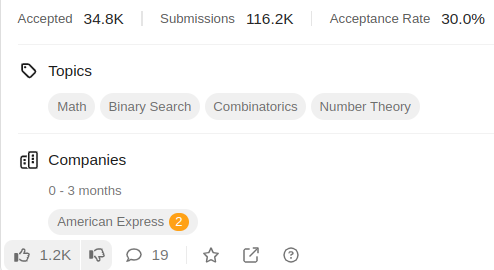 Accepted 34.8K Submissions 116.2K Acceptance Rate 30.0%
Topics
Math Binary Search Combinatorics Number Theory
Companies
0 - 3 months
American Express 2
1.2K 19